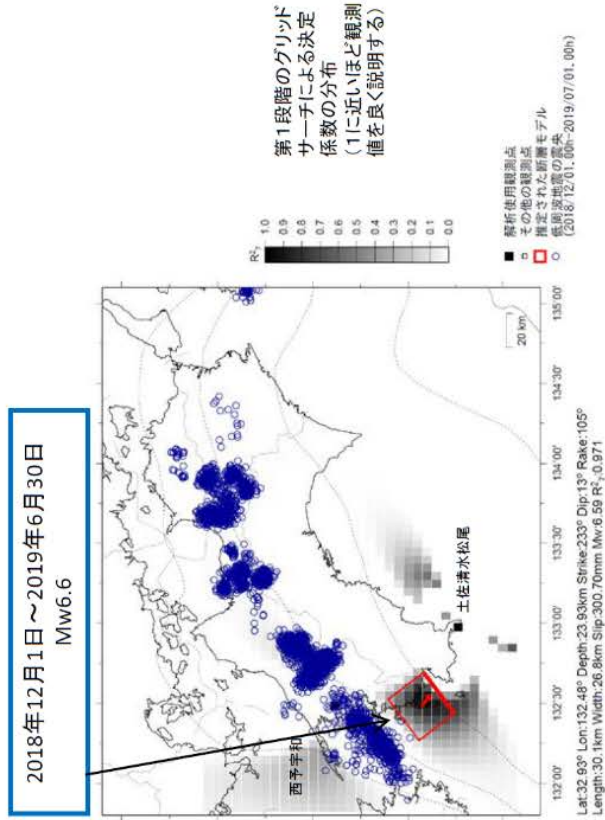 2018年12月1日～2019年6月30日
Mw6.6
第1段階のグリッド
サーチによる決定
係数の分布
(1に近いほど観測
値を良く説明する)
R²₇
1.0
0.9
0.8
0.7
0.6
0.5
0.4
0.3
0.2
0.1
0.0
解析使用観測点
その他の観測点
推定された断層モデル
低周波地震の震央
(2018/12/01.00h-2019/07/01.00h)
西予宇和
土佐清水松尾
20 km
132°00'
132°30'
133°00'
133°30'
134°00'
134°30'
135°00'
Lat:32.93° Lon:132.48° Depth:23.93km Strike:233° Dip:13° Rake:105°
Length:30.1km Width:26.8km Slip:300.70mm Mw:6.59 R²₇:0.971